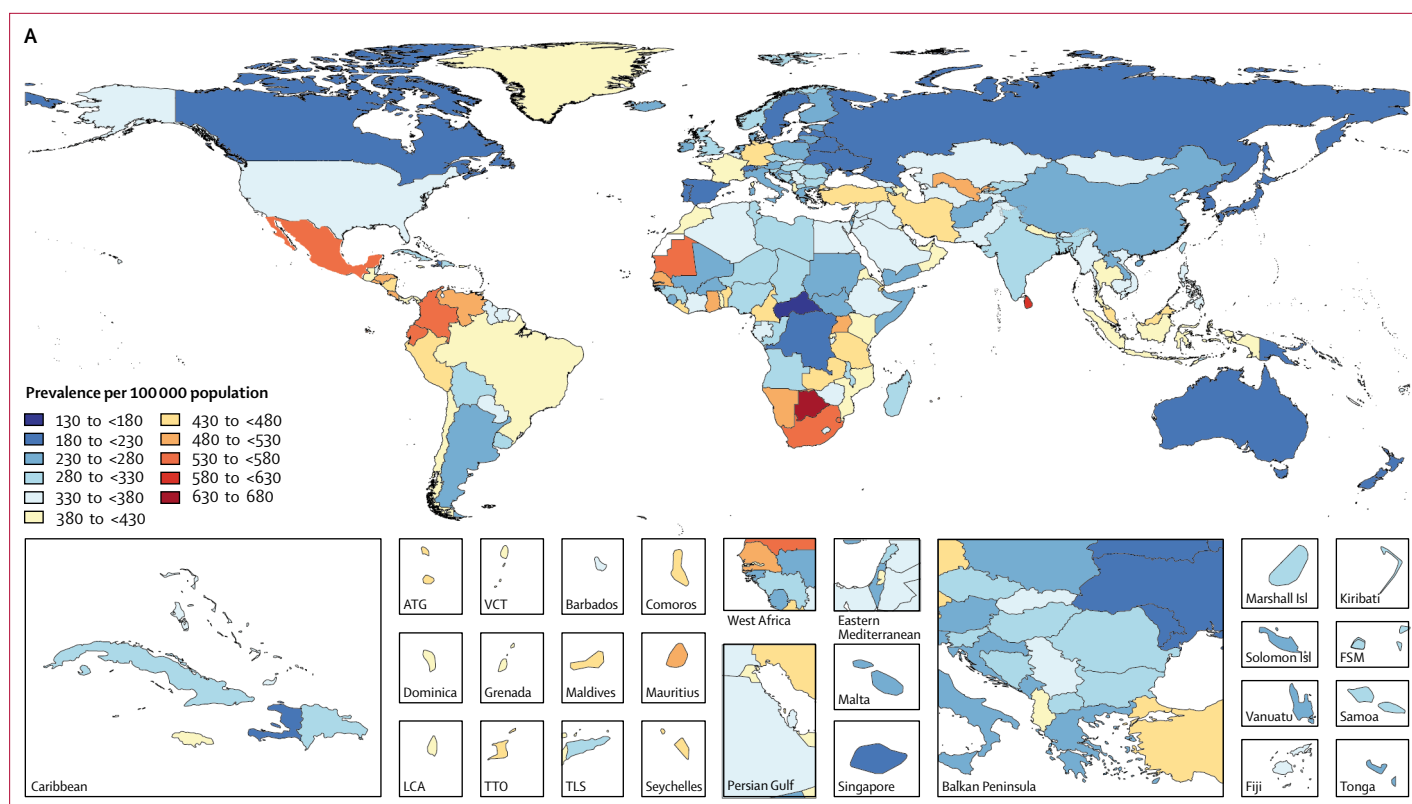 A
Prevalence per 100 000 population
130 to <180
180 to <230
230 to <280
280 to <330
330 to <380
380 to <430
430 to <480
480 to <530
530 to <580
580 to <630
630 to 680
Caribbean
ATG
VCT
Barbados
Comoros
West Africa
Eastern
Mediterranean
Dominica
Grenada
Maldives
Mauritius
Malta
LCA
TTO
TLS
Seychelles
Persian Gulf
Singapore
Balkan Peninsula
Marshall Isl
Kiribati
Solomon Isl
FSM
Vanuatu
Samoa
Fiji
Tonga